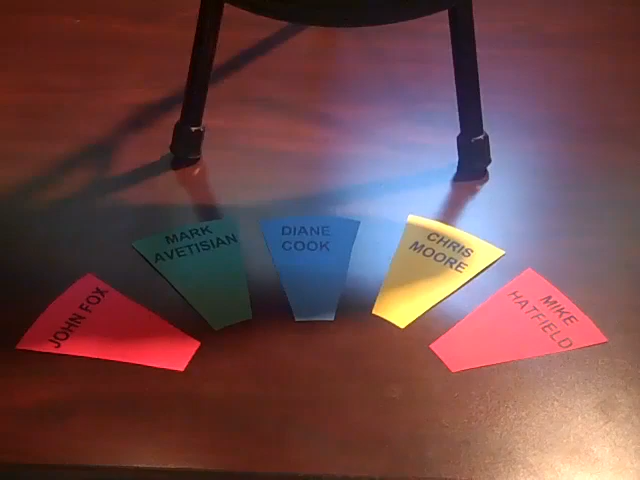 JOHN FOX
MARK
AVETISIAN
DIANE
COOK
CHRIS
MOORE
MIKE
HATFIELD